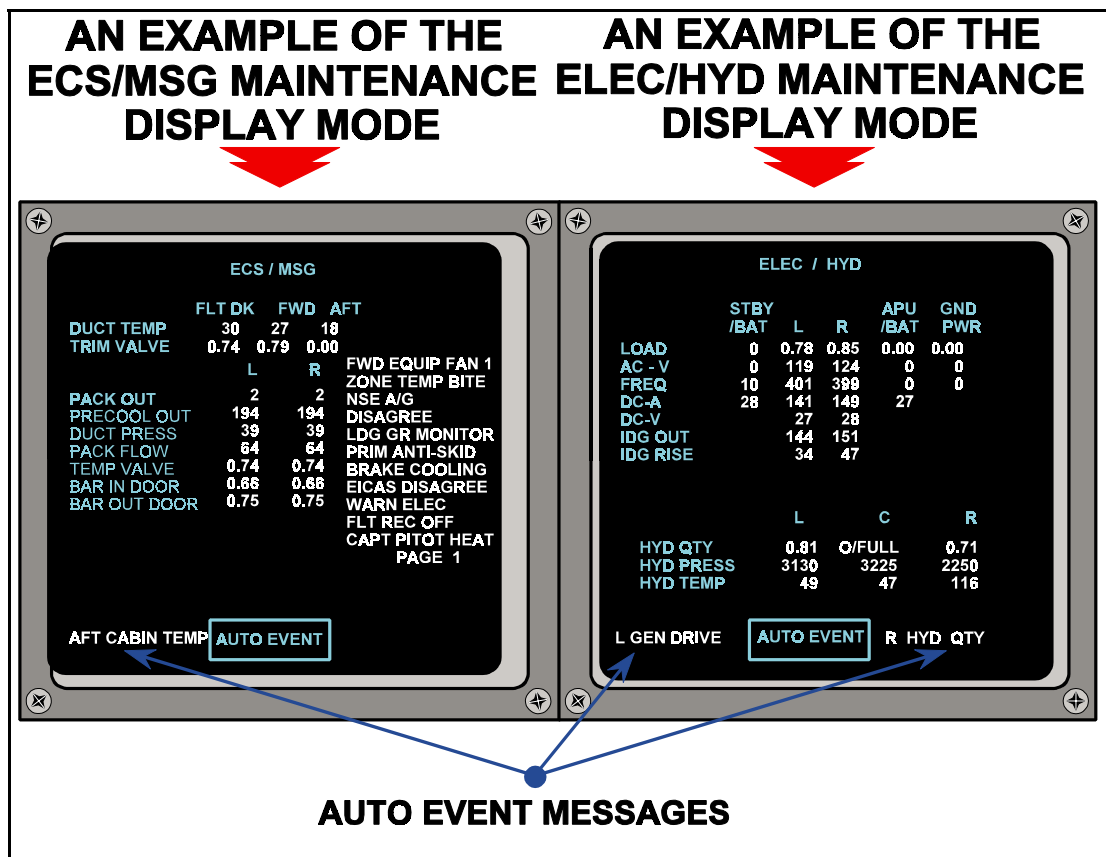 AN EXAMPLE OF THE
ECS/MSG MAINTENANCE
DISPLAY MODE
AN EXAMPLE OF THE
ELEC/HYD MAINTENANCE
DISPLAY MODE
ECS / MSG
FLT DK FWD AFT
DUCT TEMP 30 27 18
TRIM VALVE 0.74 0.79 0.00
L R
PACK OUT 2 2
PRECOOL OUT 194 194
DUCT PRESS 39 39
PACK FLOW 64 64
TEMP VALVE 0.74 0.74
BAR IN DOOR 0.66 0.66
BAR OUT DOOR 0.75 0.75
FWD EQUIP FAN 1
ZONE TEMP BITE
NSE A/G
DISAGREE
LDG GR MONITOR
PRIM ANTI-SKID
BRAKE COOLING
EICAS DISAGREE
WARN ELEC
FLT REC OFF
CAPT PITOT HEAT
PAGE 1
AFT CABIN TEMP AUTO EVENT
ELEC / HYD
STBY APU GND
/BAT L R /BAT PWR
LOAD 0 0.78 0.85 0.00 0.00
AC - V 0 119 124 0 0
FREQ 10 401 399 0 0
DC-A 28 141 149 27
DC-V 27 28
IDG OUT 144 151
IDG RISE 34 47
L C R
HYD QTY 0.81 O/FULL 0.71
HYD PRESS 3130 3225 2250
HYD TEMP 49 47 116
L GEN DRIVE AUTO EVENT R HYD QTY
AUTO EVENT MESSAGES